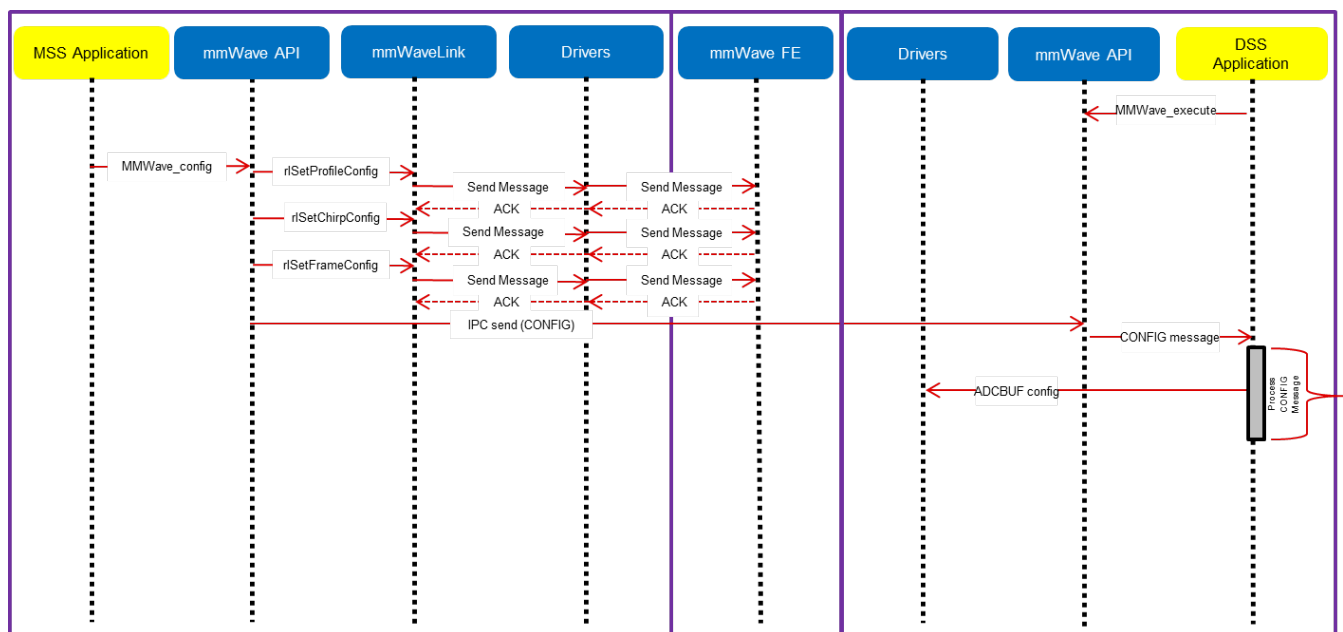 MSS Application
mmWave API
mmWaveLink
Drivers
mmWave FE
Drivers
mmWave API
DSS
Application
MMWave_execute
MMWave_config
rlSetProfileConfig
Send Message
Send Message
ACK
ACK
rlSetChirpConfig
Send Message
Send Message
ACK
ACK
rlSetFrameConfig
Send Message
Send Message
ACK
ACK
IPC send (CONFIG)
CONFIG message
ADCBUF config
Process
CONFIG
Message